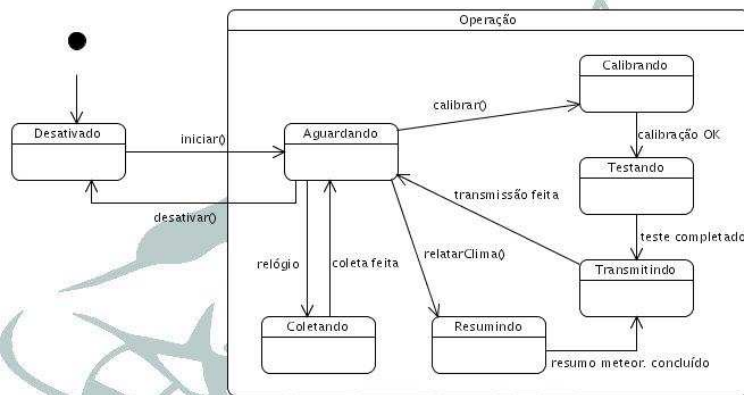 Operação
Calibrando
calibrar()
Desativado
iniciar()
Aguardando
calibração OK
Testando
transmissão feita
desativar()
teste completado
relógio
coleta feita
relatarClima()
Transmitindo
Coletando
Resumindo
resumo meteor. concluído